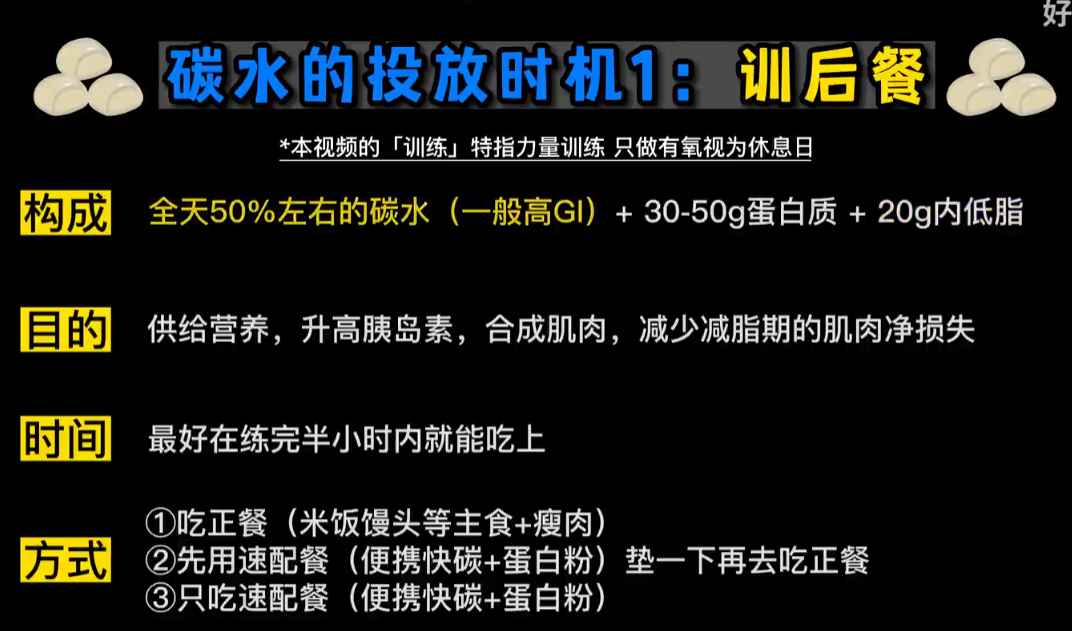 好
碳水的投放时机1：训后餐
*本视频的「训练」特指力量训练 只做有氧视为休息日
构成 全天50%左右的碳水（一般高GI）+ 30-50g蛋白质 + 20g内低脂
目的 供给营养，升高胰岛素，合成肌肉，减少减脂期的肌肉净损失
时间 最好在练完半小时内就能吃上
①吃正餐（米饭馒头等主食+瘦肉）
方式 ②先用速配餐（便携快碳+蛋白粉）垫一下再去吃正餐
③只吃速配餐（便携快碳+蛋白粉）